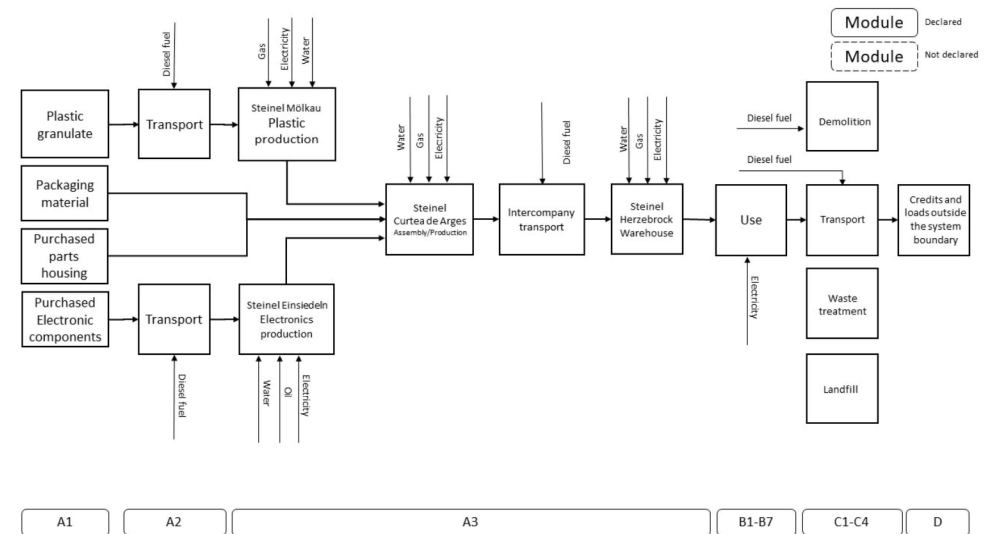 Module
Declared
Module
Not declared
Diesel fuel
Gas
Electricity
Water
Plastic
granulate
Transport
Steinel Mölkau
Plastic
production
Diesel fuel
Demolition
Packaging
material
Water
Gas
Electricity
Diesel fuel
Water
Gas
Electricity
Diesel fuel
Steinel
Curtea de Arges
Assembly/Production
Intercompany
transport
Steinel
Herzebrock
Warehouse
Use
Transport
Credits and
loads outside
the system
boundary
Purchased
parts
housing
Purchased
Electronic
components
Transport
Steinel Einsiedeln
Electronics
production
Electricity
Waste
treatment
Diesel fuel
Water
Oil
Electricity
Landfill
A1
A2
A3
B1-B7
C1-C4
D